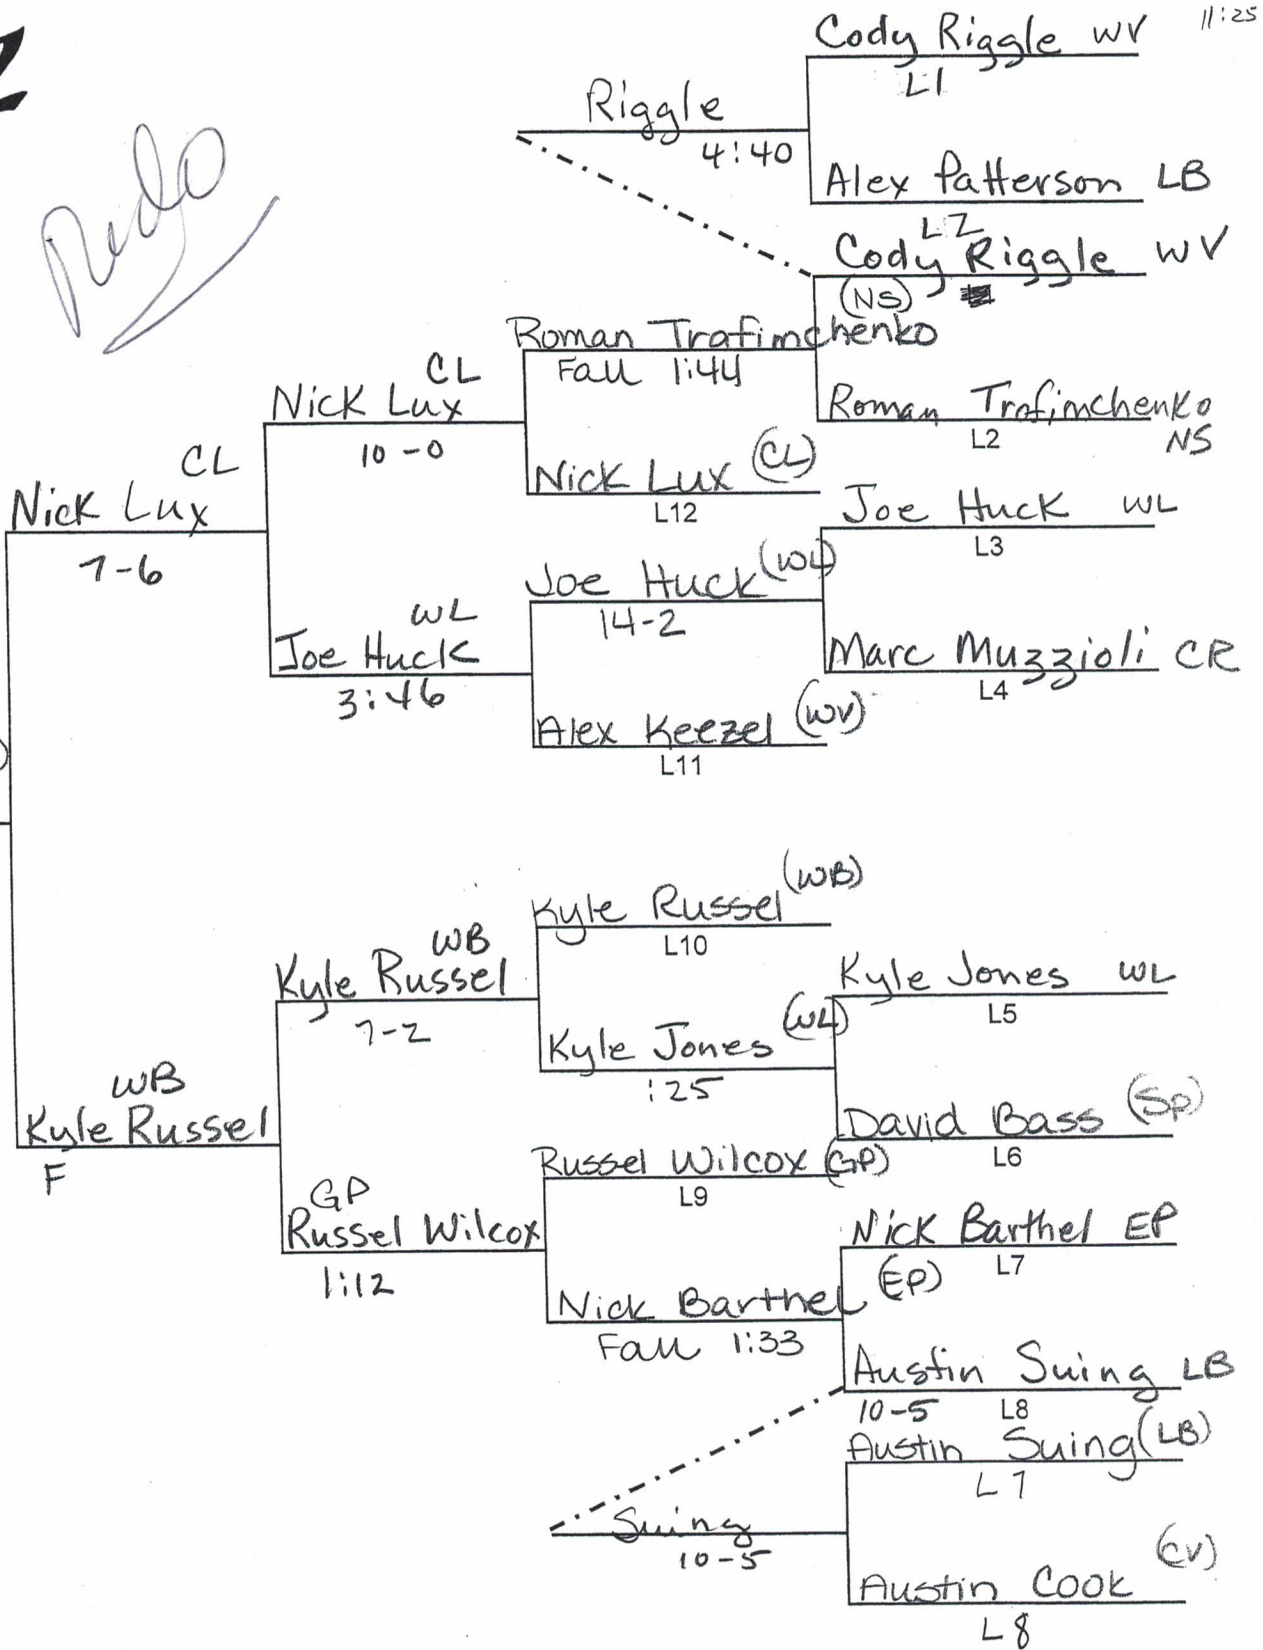 11:25
Cody Riggle WV
L1
Riggle
4:40
Alex Patterson LB
L2
Redo
Cody Riggle WV
(NS)
Roman Trafimchenko
Fall 1:44
Roman Trofimchenko
L2
NS
CL
Nick Lux
10-0
Nick Lux (CL)
L12
CL
Nick Lux
7-6
Joe Huck WL
L3
Joe Huck (WL)
14-2
Marc Muzzioli CR
L4
WL
Joe Huck
3:46
Alex Keezel (WV)
L11
Kyle Russel (WB)
L10
WB
Kyle Russel
7-2
Kyle Jones WL
L5
Kyle Jones (WL)
:25
David Bass (Sp)
L6
WB
Kyle Russel
F
Russel Wilcox (GP)
L9
GP
Russel Wilcox
1:12
Nick Barthel EP
L7
(EP)
Nick Barthel
Fall 1:33
Austin Suing LB
10-5 L8
Austin Suing (LB)
L7
Suing
10-5
(CV)
Austin Cook
L8